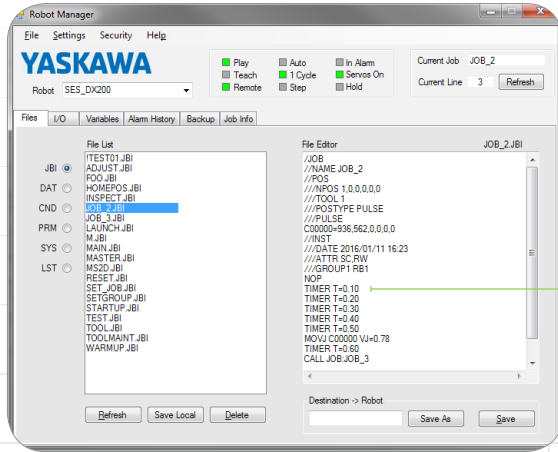 Robot Manager
File Settings Security Help
YASKAWA
Robot SES_DX200
Play Auto In Alarm
Teach 1 Cycle Servos On
Remote Step Hold
Current Job JOB_2
Current Line 3 Refresh
Files I/O Variables Alarm History Backup Job Info
File List
JBI
DAT
CND
PRM
SYS
LST
!TEST01.JBI
ADJUST.JBI
FOO.JBI
HOMEPOS.JBI
INSPECT.JBI
JOB_2.JBI
JOB_3.JBI
LAUNCH.JBI
M.JBI
MAIN.JBI
MASTER.JBI
MS2D.JBI
RESET.JBI
SET_JOB.JBI
SETGROUP.JBI
STARTUP.JBI
TEST.JBI
TOOL.JBI
TOOLMAINT.JBI
WARMUP.JBI
Refresh Save Local Delete
File Editor JOB_2.JBI
/JOB
//NAME JOB_2
//POS
///NPOS 1,0,0,0,0,0
///TOOL 1
///POSTYPE PULSE
///PULSE
C00000=936,562,0,0,0,0
//INST
///DATE 2016/01/11 16:23
///ATTR SC,RW
///GROUP1 RB1
NOP
TIMER T=0.10
TIMER T=0.20
TIMER T=0.30
TIMER T=0.40
TIMER T=0.50
MOVJ C00000 VJ=0.78
TIMER T=0.60
CALL JOB:JOB_3
Destination -> Robot
Save As Save